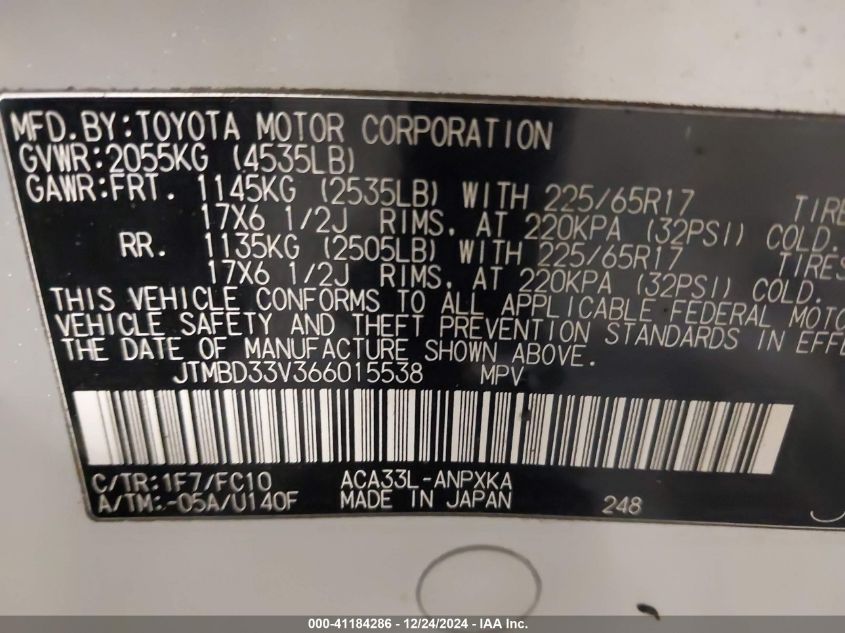 MFD.BY:TOYOTA MOTOR CORPORATION
GVWR:2055KG (4535LB)
GAWR:FRT. 1145KG (2535LB) WITH 225/65R17 TIRE
17X6 1/2J RIMS, AT 220KPA (32PSI) COLD.
RR. 1135KG (2505LB) WITH 225/65R17 TIRES
17X6 1/2J RIMS, AT 220KPA (32PSI) COLD.
THIS VEHICLE CONFORMS TO ALL APPLICABLE FEDERAL MOTO
VEHICLE SAFETY AND THEFT PREVENTION STANDARDS IN EFFE
THE DATE OF MANUFACTURE SHOWN ABOVE.
JTMBD33V366015538 MPV
C/TR:1F7/FC10 ACA33L-ANPXKA
A/TM:-05A/U140F MADE IN JAPAN 248
000-41184286 - 12/24/2024 - IAA Inc.